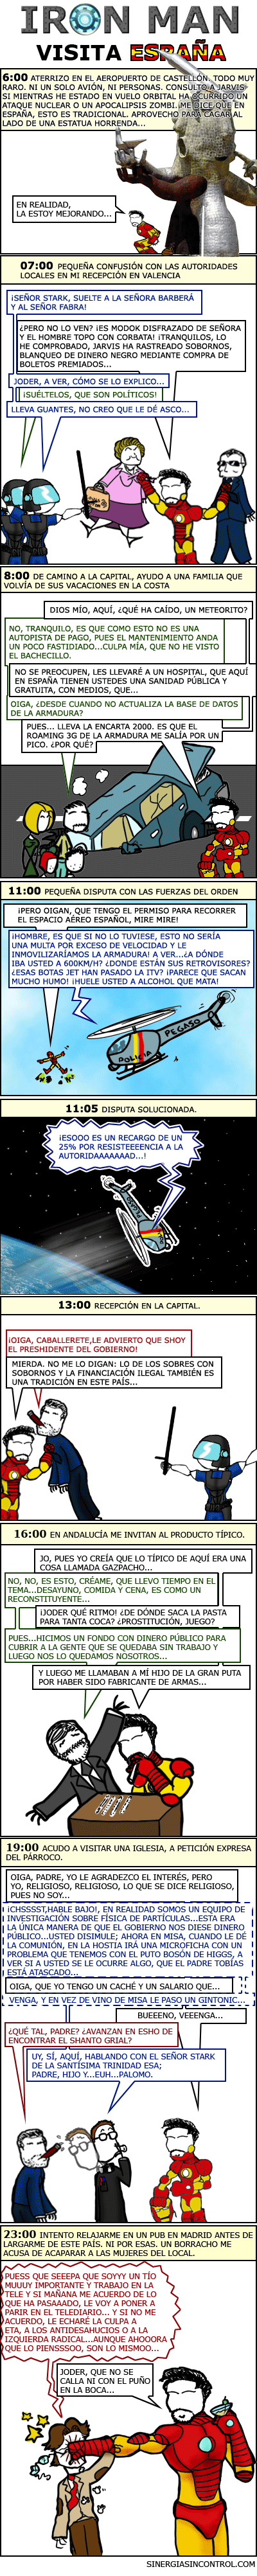 IRON MAN
VISITA ESPAÑA
6:00 ATERRIZO EN EL AEROPUERTO DE CASTELLÓN. TODO MUY
RARO. NI UN SOLO AVIÓN, NI PERSONAS. CONSULTO A JARVIS
SI MIENTRAS HE ESTADO EN VUELO ORBITAL HA OCURRIDO UN
ATAQUE NUCLEAR O UN APOCALIPSIS ZOMBI. ME DICE QUE EN
ESPAÑA, ESTO ES TRADICIONAL. APROVECHO PARA CAGAR AL
LADO DE UNA ESTATUA HORRENDA...
EN REALIDAD,
LA ESTOY MEJORANDO...
07:00 PEQUEÑA CONFUSIÓN CON LAS AUTORIDADES
LOCALES EN MI RECEPCIÓN EN VALENCIA
¡SEÑOR STARK, SUELTE A LA SEÑORA BARBERÁ
Y AL SEÑOR FABRA!
¿PERO NO LO VEN? ¡ES MODOK DISFRAZADO DE SEÑORA
Y EL HOMBRE TOPO CON CORBATA! ¡TRANQUILOS, LO
HE COMPROBADO, JARVIS HA RASTREADO SOBORNOS,
BLANQUEO DE DINERO NEGRO MEDIANTE COMPRA DE
BOLETOS PREMIADOS...
JODER, A VER, CÓMO SE LO EXPLICO...
¡SUÉLTELOS, QUE SON POLÍTICOS!
LLEVA GUANTES, NO CREO QUE LE DÉ ASCO...
8:00 DE CAMINO A LA CAPITAL, AYUDO A UNA FAMILIA QUE
VOLVÍA DE SUS VACACIONES EN LA COSTA
DIOS MÍO, AQUÍ, ¿QUÉ HA CAÍDO, UN METEORITO?
NO, TRANQUILO, ES QUE COMO ESTO NO ES UNA
AUTOPISTA DE PAGO, PUES EL MANTENIMIENTO ANDA
UN POCO FASTIDIADO...CULPA MÍA, QUE NO HE VISTO
EL BACHECILLO.
NO SE PREOCUPEN, LES LLEVARÉ A UN HOSPITAL, QUE AQUÍ
EN ESPAÑA TIENEN USTEDES UNA SANIDAD PÚBLICA Y
GRATUITA, CON MEDIOS, QUE...
OIGA, ¿DESDE CUANDO NO ACTUALIZA LA BASE DE DATOS
DE LA ARMADURA?
PUES... LLEVA LA ENCARTA 2000. ES QUE EL
ROAMING 3G DE LA ARMADURA ME SALÍA POR UN
PICO. ¿POR QUÉ?
11:00 PEQUEÑA DISPUTA CON LAS FUERZAS DEL ORDEN
¡PERO OIGAN, QUE TENGO EL PERMISO PARA RECORRER
EL ESPACIO AÉREO ESPAÑOL, MIRE MIRE!
¡HOMBRE, ES QUE SI NO LO TUVIESE, ESTO NO SERÍA
UNA MULTA POR EXCESO DE VELOCIDAD Y LE
INMOVILIZARÍAMOS LA ARMADURA! A VER...¿A DÓNDE
IBA USTED A 600KM/H? ¿DONDE ESTÁN SUS RETROVISORES?
¿ESAS BOTAS JET HAN PASADO LA ITV? ¡PARECE QUE SACAN
MUCHO HUMO! ¡HUELE USTED A ALCOHOL QUE MATA!
PEGASO
POLICIA
11:05 DISPUTA SOLUCIONADA.
¡ESOOO ES UN RECARGO DE UN
25% POR RESISTEEEENCIA A LA
AUTORIDAAAAAAD...!
13:00 RECEPCIÓN EN LA CAPITAL.
¡OIGA, CABALLERETE,LE ADVIERTO QUE SHOY
EL PRESHIDENTE DEL GOBIERNO!
MIERDA. NO ME LO DIGAN: LO DE LOS SOBRES CON
SOBORNOS Y LA FINANCIACIÓN ILEGAL TAMBIÉN ES
UNA TRADICIÓN EN ESTE PAÍS...
16:00 EN ANDALUCÍA ME INVITAN AL PRODUCTO TÍPICO.
JO, PUES YO CREÍA QUE LO TÍPICO DE AQUÍ ERA UNA
COSA LLAMADA GAZPACHO...
NO, NO, ES ESTO, CRÉAME, QUE LLEVO TIEMPO EN EL
TEMA...DESAYUNO, COMIDA Y CENA, ES COMO UN
RECONSTITUYENTE...
¡JODER QUÉ RITMO! ¿DE DÓNDE SACA LA PASTA
PARA TANTA COCA? ¿PROSTITUCIÓN, JUEGO?
PUES...HICIMOS UN FONDO CON DINERO PÚBLICO PARA
CUBRIR A LA GENTE QUE SE QUEDABA SIN TRABAJO Y
LUEGO NOS LO QUEDAMOS NOSOTROS...
Y LUEGO ME LLAMABAN A MÍ HIJO DE LA GRAN PUTA
POR HABER SIDO FABRICANTE DE ARMAS...
19:00 ACUDO A VISITAR UNA IGLESIA, A PETICIÓN EXPRESA
DEL PÁRROCO.
OIGA, PADRE, YO LE AGRADEZCO EL INTERÉS, PERO
YO, RELIGIOSO, RELIGIOSO, LO QUE SE DICE RELIGIOSO,
PUES NO SOY...
¡CHSSSST,HABLE BAJO!, EN REALIDAD SOMOS UN EQUIPO DE
INVESTIGACIÓN SOBRE FÍSICA DE PARTÍCULAS...ESTA ERA
LA ÚNICA MANERA DE QUE EL GOBIERNO NOS DIESE DINERO
PÚBLICO...USTED DISIMULE; AHORA EN MISA, CUANDO LE DÉ
LA COMUNIÓN, EN LA HOSTIA IRÁ UNA MICROFICHA CON UN
PROBLEMA QUE TENEMOS CON EL PUTO BOSÓN DE HIGGS, A
VER SI A USTED SE LE OCURRE ALGO, QUE EL PADRE TOBÍAS
ESTÁ ATASCADO...
OIGA, QUE YO TENGO UN CACHÉ Y UN SALARIO QUE...
VENGA, Y EN VEZ DE VINO DE MISA LE PASO UN GINTONIC...
BUEEENO, VEEENGA...
¿QUÉ TAL, PADRE? ¿AVANZAN EN ESHO DE
ENCONTRAR EL SHANTO GRIAL?
UY, SÍ, AQUÍ, HABLANDO CON EL SEÑOR STARK
DE LA SANTÍSIMA TRINIDAD ESA;
PADRE, HIJO Y...EUH...PALOMO.
23:00 INTENTO RELAJARME EN UN PUB EN MADRID ANTES DE
LARGARME DE ESTE PAÍS. NI POR ESAS. UN BORRACHO ME
ACUSA DE ACAPARAR A LAS MUJERES DEL LOCAL.
PUESS QUE SEEEPA QUE SOYYY UN TÍO
MUUUY IMPORTANTE Y TRABAJO EN LA
TELE Y SI MAÑANA ME ACUERDO DE LO
QUE HA PASAAADO, LE VOY A PONER A
PARIR EN EL TELEDIARIO... Y SI NO ME
ACUERDO, LE ECHARÉ LA CULPA A
ETA, A LOS ANTIDESAHUCIOS O A LA
IZQUIERDA RADICAL...AUNQUE AHOOORA
QUE LO PIENSSSOO, SON LO MISMOO...
JODER, QUE NO SE
CALLA NI CON EL PUÑO
EN LA BOCA...
SINERGIASINCONTROL.COM